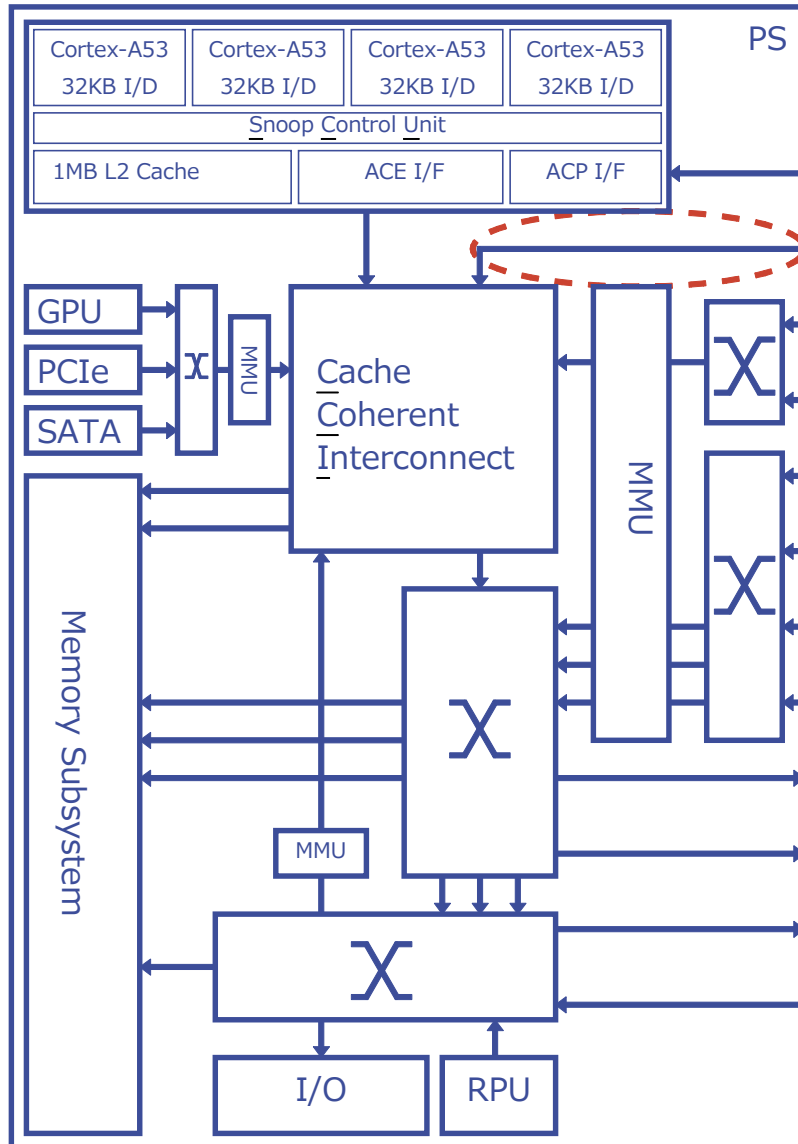 PS
Cortex-A53
32KB I/D
Cortex-A53
32KB I/D
Cortex-A53
32KB I/D
Cortex-A53
32KB I/D
Snoop Control Unit
1MB L2 Cache
ACE I/F
ACP I/F
GPU
PCIe
SATA
MMU
Cache
Coherent
Interconnect
MMU
Memory Subsystem
MMU
I/O
RPU